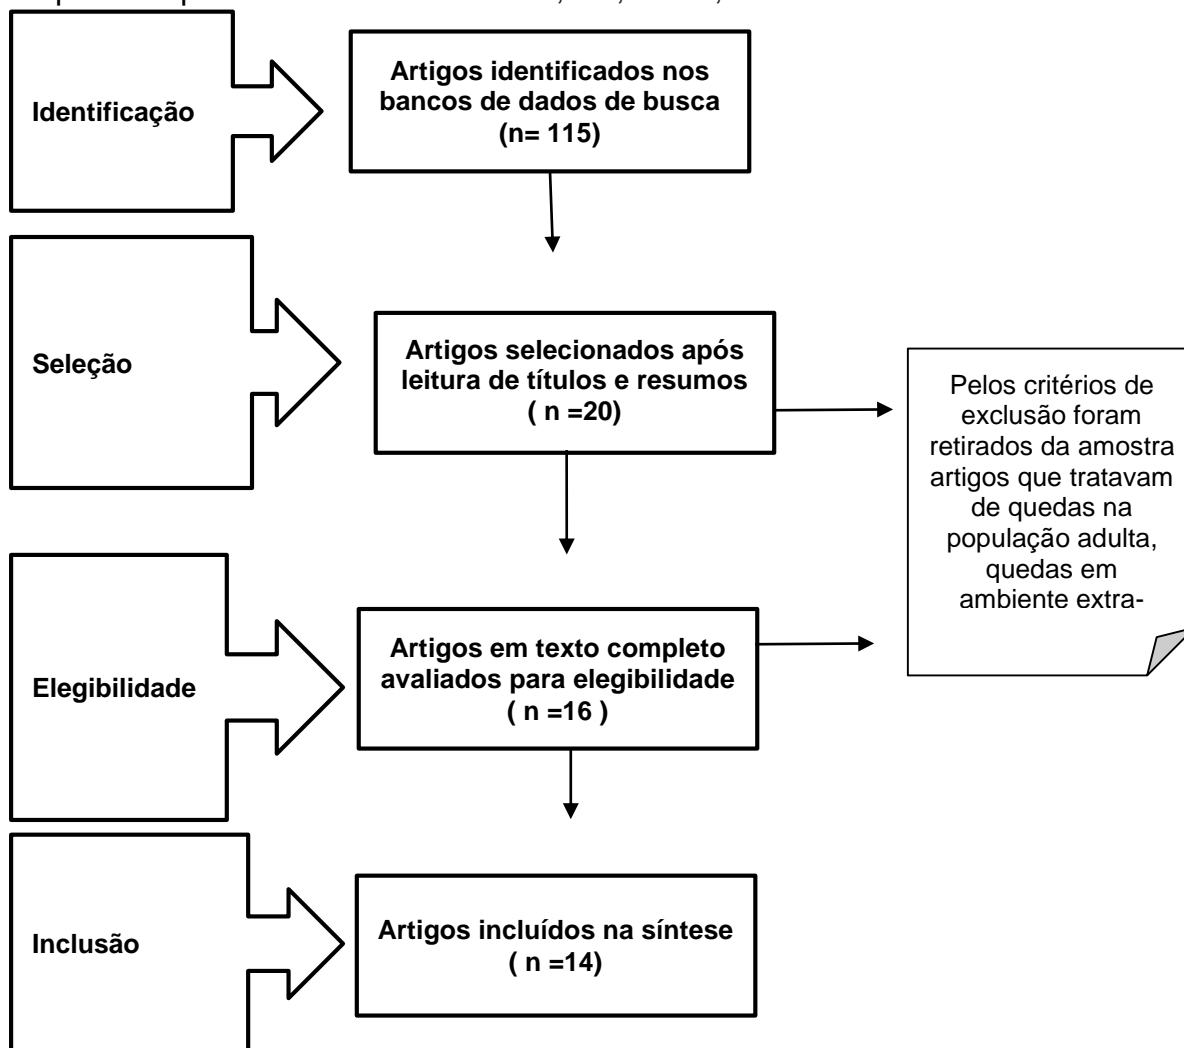 Identificação
Artigos identificados nos
bancos de dados de busca
(n= 115)
Seleção
Artigos selecionados após
leitura de títulos e resumos
( n =20)
Pelos critérios de
exclusão foram
retirados da amostra
artigos que tratavam
de quedas na
população adulta,
quedas em
ambiente extra-
Elegibilidade
Artigos em texto completo
avaliados para elegibilidade
( n =16 )
Inclusão
Artigos incluídos na síntese
( n =14)